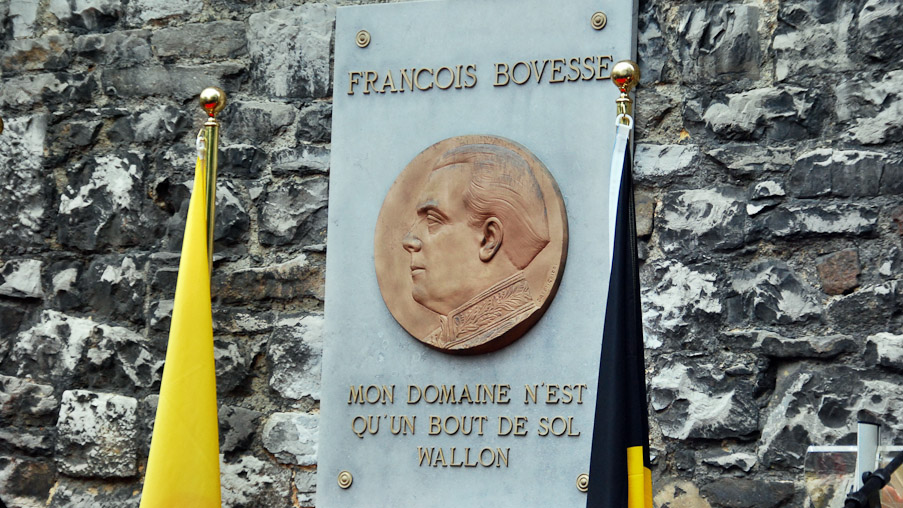 FRANCOIS BOVESSE
MON DOMAINE N'EST
QU'UN BOUT DE SOL
WALLON